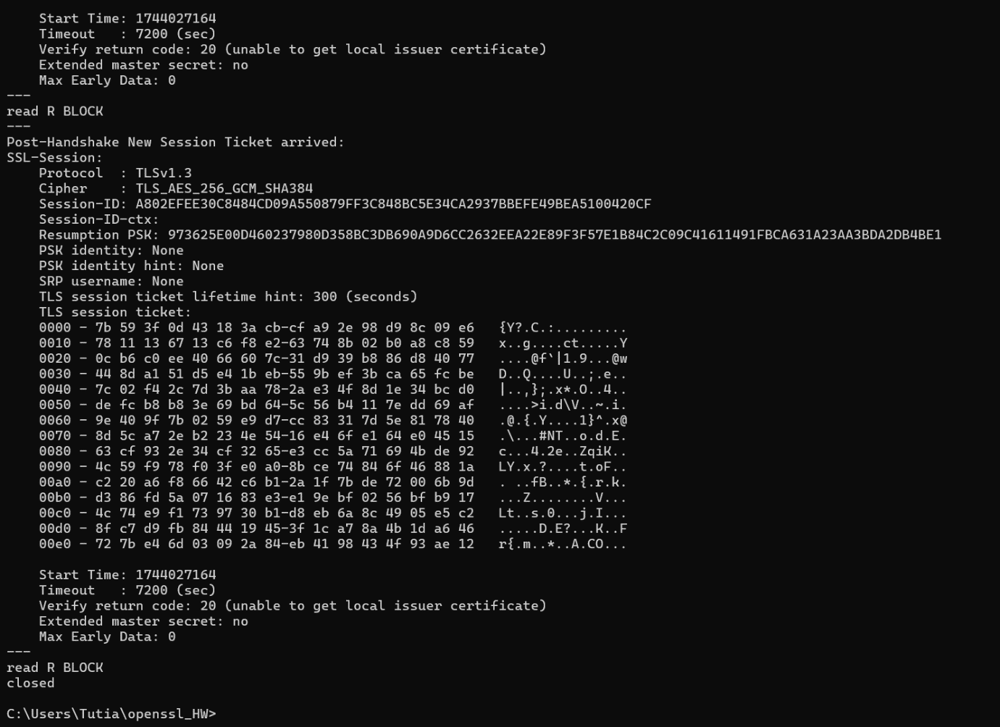 Start Time: 1744027164
    Timeout   : 7200 (sec)
    Verify return code: 20 (unable to get local issuer certificate)
    Extended master secret: no
    Max Early Data: 0
---
read R BLOCK
---
Post-Handshake New Session Ticket arrived:
SSL-Session:
    Protocol  : TLSv1.3
    Cipher    : TLS_AES_256_GCM_SHA384
    Session-ID: A802EFEE30C8484CD09A550879FF3C848BC5E34CA2937BBEFE49BEA5100420CF
    Session-ID-ctx:
    Resumption PSK: 973625E00D460237980D358BC3DB690A9D6CC2632EEA22E89F3F57E1B84C2C09C41611491FBCA631A23AA3BDA2DB4BE1
    PSK identity: None
    PSK identity hint: None
    SRP username: None
    TLS session ticket lifetime hint: 300 (seconds)
    TLS session ticket:
    0000 - 7b 59 3f 0d 43 18 3a cb-cf a9 2e 98 d9 8c 09 e6   {Y?.C.:.........
    0010 - 78 11 13 67 13 c6 f8 e2-63 74 8b 02 b0 a8 c8 59   x..g....ct.....Y
    0020 - 0c b6 c0 ee 40 66 60 7c-31 d9 39 b8 86 d8 40 77   ....@f`|1.9...@w
    0030 - 44 8d a1 51 d5 e4 1b eb-55 9b ef 3b ca 65 fc be   D..Q....U..;.e..
    0040 - 7c 02 f4 2c 7d 3b aa 78-2a e3 4f 8d 1e 34 bc d0   |..,};.x*.O..4..
    0050 - de fc b8 b8 3e 69 bd 64-5c 56 b4 11 7e dd 69 af   ....>i.d\V..~.i.
    0060 - 9e 40 9f 7b 02 59 e9 d7-cc 83 31 7d 5e 81 78 40   .@.{.Y....1}^.x@
    0070 - 8d 5c a7 2e b2 23 4e 54-16 e4 6f e1 64 e0 45 15   .\...#NT..o.d.E.
    0080 - 63 cf 93 2e 34 cf 32 65-e3 cc 5a 71 69 4b de 92   c...4.2e..ZqiK..
    0090 - 4c 59 f9 78 f0 3f e0 a0-8b ce 74 84 6f 46 88 1a   LY.x.?....t.oF..
    00a0 - c2 20 a6 f8 66 42 c6 b1-2a 1f 7b de 72 00 6b 9d   . ..fB..*.{.r.k.
    00b0 - d3 86 fd 5a 07 16 83 e3-e1 9e bf 02 56 bf b9 17   ...Z........V...
    00c0 - 4c 74 e9 f1 73 97 30 b1-d8 eb 6a 8c 49 05 e5 c2   Lt..s.0...j.I...
    00d0 - 8f c7 d9 fb 84 44 19 45-3f 1c a7 8a 4b 1d a6 46   .....D.E?...K..F
    00e0 - 72 7b e4 6d 03 09 2a 84-eb 41 98 43 4f 93 ae 12   r{.m..*..A.CO...

    Start Time: 1744027164
    Timeout   : 7200 (sec)
    Verify return code: 20 (unable to get local issuer certificate)
    Extended master secret: no
    Max Early Data: 0
---
read R BLOCK
closed

C:\Users\Tutia\openssl_HW>